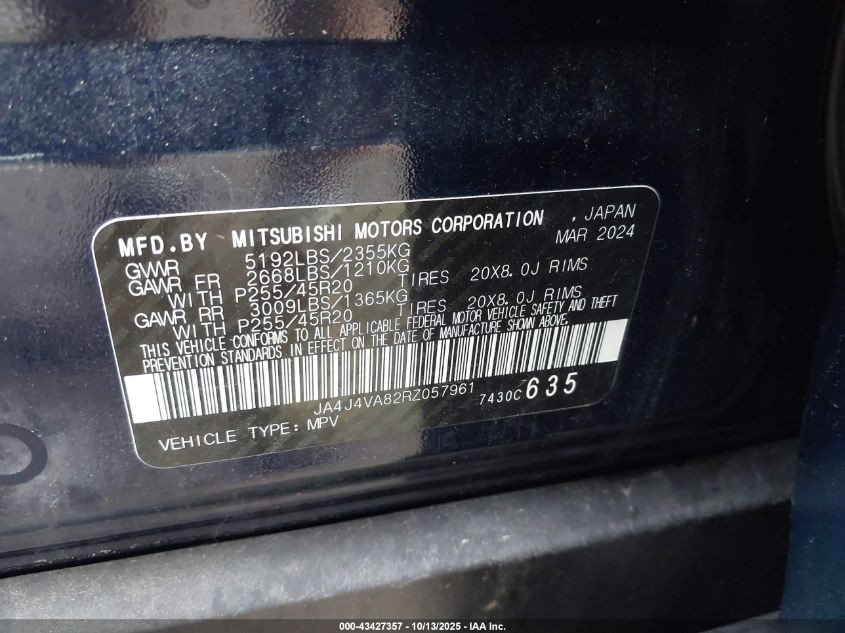 MFD.BY MITSUBISHI MOTORS CORPORATION , JAPAN
MAR 2024
GVWR 5192LBS/2355KG
GAWR FR 2668LBS/1210KG
WITH P255/45R20 TIRES 20X8.0J RIMS
GAWR RR 3009LBS/1365KG
WITH P255/45R20 TIRES 20X8.0J RIMS
THIS VEHICLE CONFORMS TO ALL APPLICABLE FEDERAL MOTOR VEHICLE SAFETY AND THEFT
PREVENTION STANDARDS IN EFFECT ON THE DATE OF MANUFACTURE SHOWN ABOVE.
JA4J4VA82RZ057961 7430C 635
VEHICLE TYPE: MPV
000-43427357 - 10/13/2025 - IAA Inc.